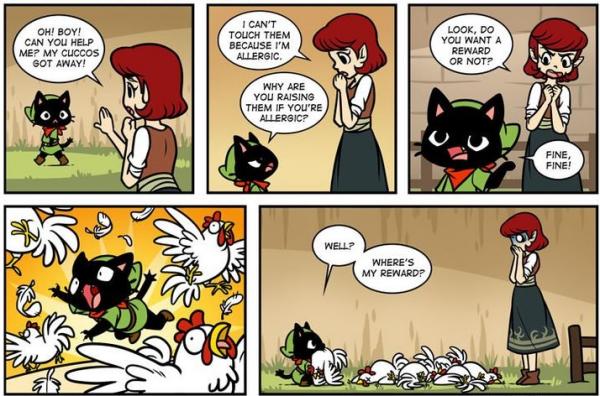 OH! BOY!
CAN YOU HELP
ME? MY CUCCOS
GOT AWAY!
I CAN'T
TOUCH THEM
BECAUSE I'M
ALLERGIC.
WHY ARE
YOU RAISING
THEM IF YOU'RE
ALLERGIC?
LOOK, DO YOU
WANT A REWARD
OR NOT?
FINE,
FINE!
WELL?
WHERE'S
MY REWARD?